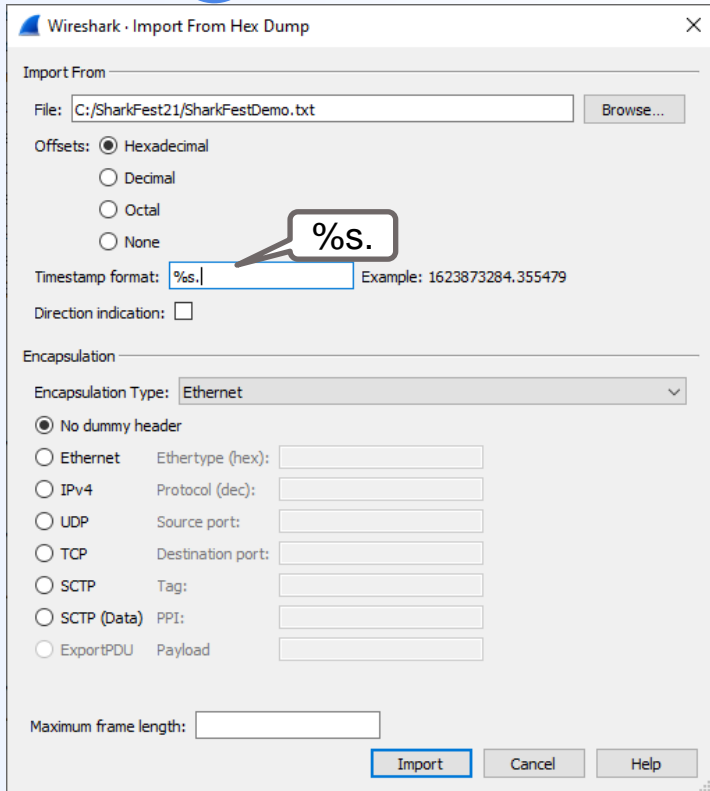 Wireshark · Import From Hex Dump
Import From
File: C:/SharkFest21/SharkFestDemo.txt Browse...
Offsets: Hexadecimal
Decimal
Octal
None
%s.
Timestamp format: %s. Example: 1623873284.355479
Direction indication:
Encapsulation
Encapsulation Type: Ethernet
No dummy header
Ethernet Ethertype (hex):
IPv4 Protocol (dec):
UDP Source port:
TCP Destination port:
SCTP Tag:
SCTP (Data) PPI:
ExportPDU Payload
Maximum frame length:
Import Cancel Help